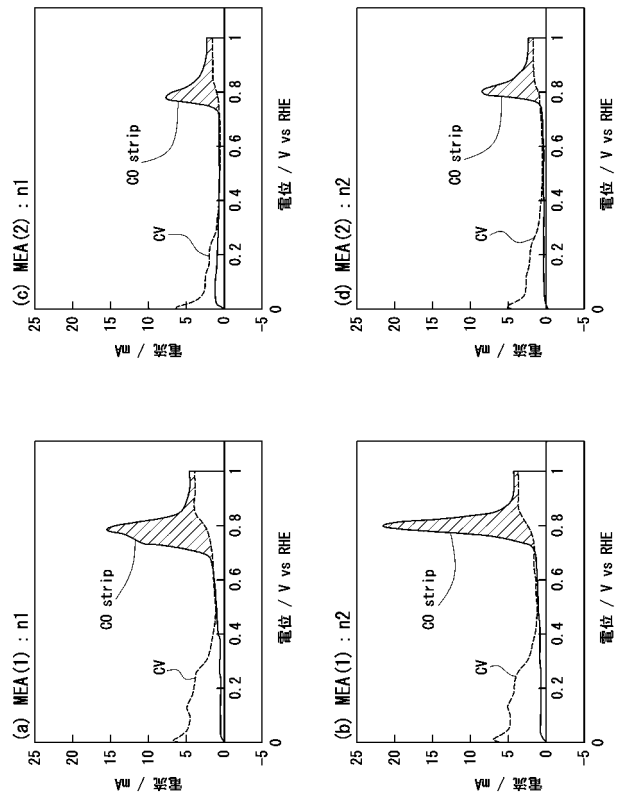 (a) MEA(1) : n1
25
20
15
10
5
0
-5
電流 / mA
CV
CO strip
0
0.2
0.4
0.6
0.8
1
電位 / V vs RHE
(b) MEA(1) : n2
25
20
15
10
5
0
-5
電流 / mA
CV
CO strip
0
0.2
0.4
0.6
0.8
1
電位 / V vs RHE
(c) MEA(2) : n1
25
20
15
10
5
0
-5
電流 / mA
CV
CO strip
0
0.2
0.4
0.6
0.8
1
電位 / V vs RHE
(d) MEA(2) : n2
25
20
15
10
5
0
-5
電流 / mA
CV
CO strip
0
0.2
0.4
0.6
0.8
1
電位 / V vs RHE